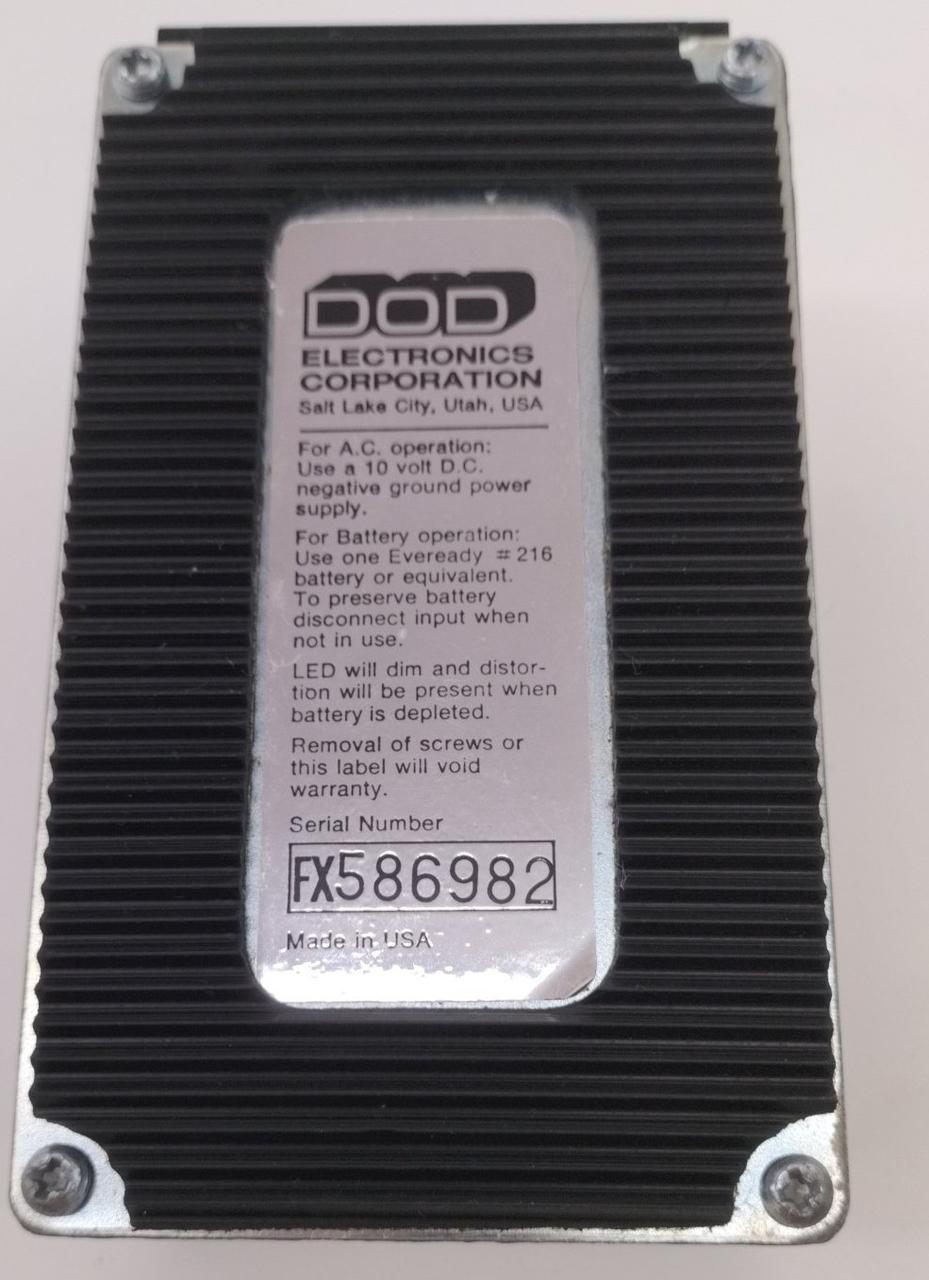 DOD
ELECTRONICS
CORPORATION
Salt Lake City, Utah, USA
For A.C. operation:
Use a 10 volt D.C.
negative ground power
supply.
For Battery operation:
Use one Eveready #216
battery or equivalent.
To preserve battery
disconnect input when
not in use.
LED will dim and distor-
tion will be present when
battery is depleted.
Removal of screws or
this label will void
warranty.
Serial Number
FX586982
Made in USA